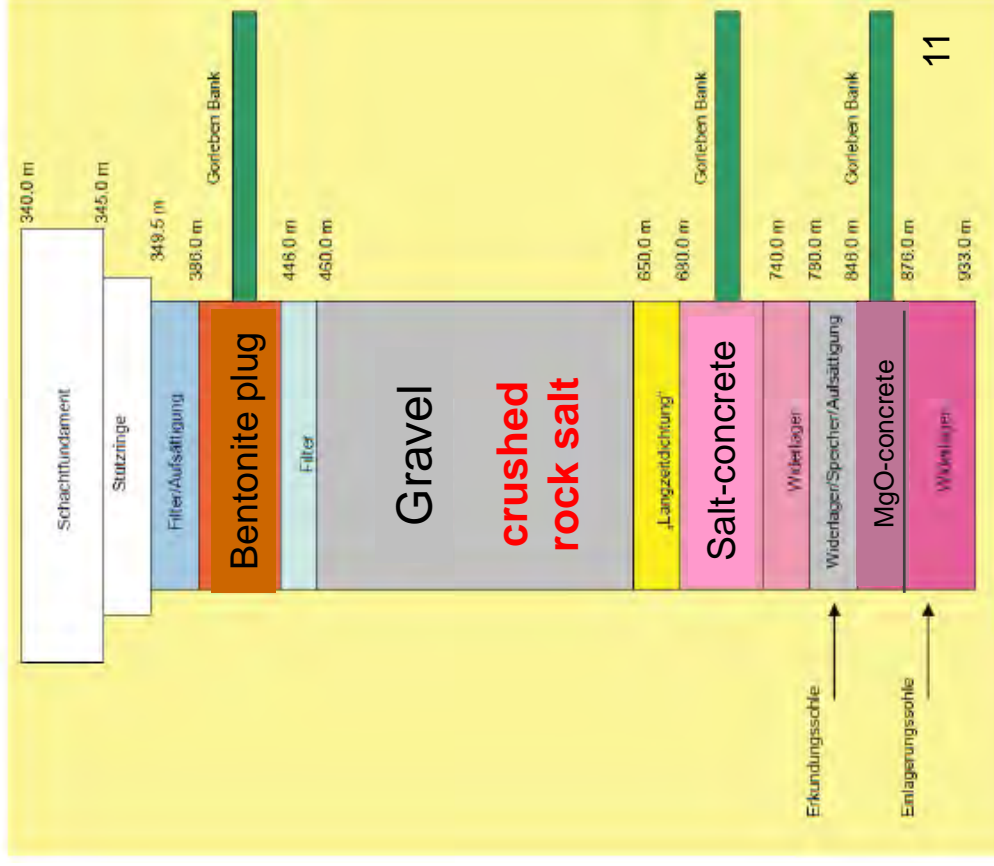 340.0 m
Schachtfundament
345.0 m
Stützringe
349.5 m
Filter/Aufsättigung
386.0 m
Bentonite plug
Gorleben Bank
446.0 m
Filter
460.0 m
Gravel
crushed
rock salt
650,0 m
„Langzeitdichtung“
680.0 m
Salt-concrete
Gorleben Bank
740.0 m
Widerlager
780.0 m
Widerlager/Speicher/Aufsättigung
Erkundungssohle
846.0 m
MgO-concrete
Gorleben Bank
876.0 m
Widerlager
Einlagerungssohle
933.0 m
11